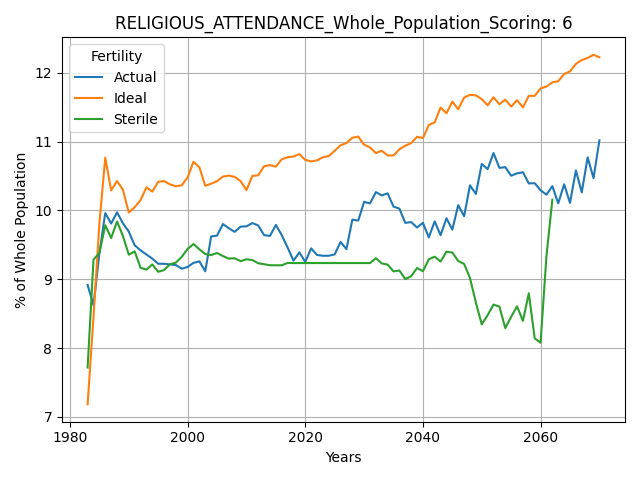 RELIGIOUS_ATTENDANCE_Whole_Population_Scoring: 6
Fertility
Actual
Ideal
Sterile
% of Whole Population
12
11
10
9
8
7
1980 2000 2020 2040 2060
Years